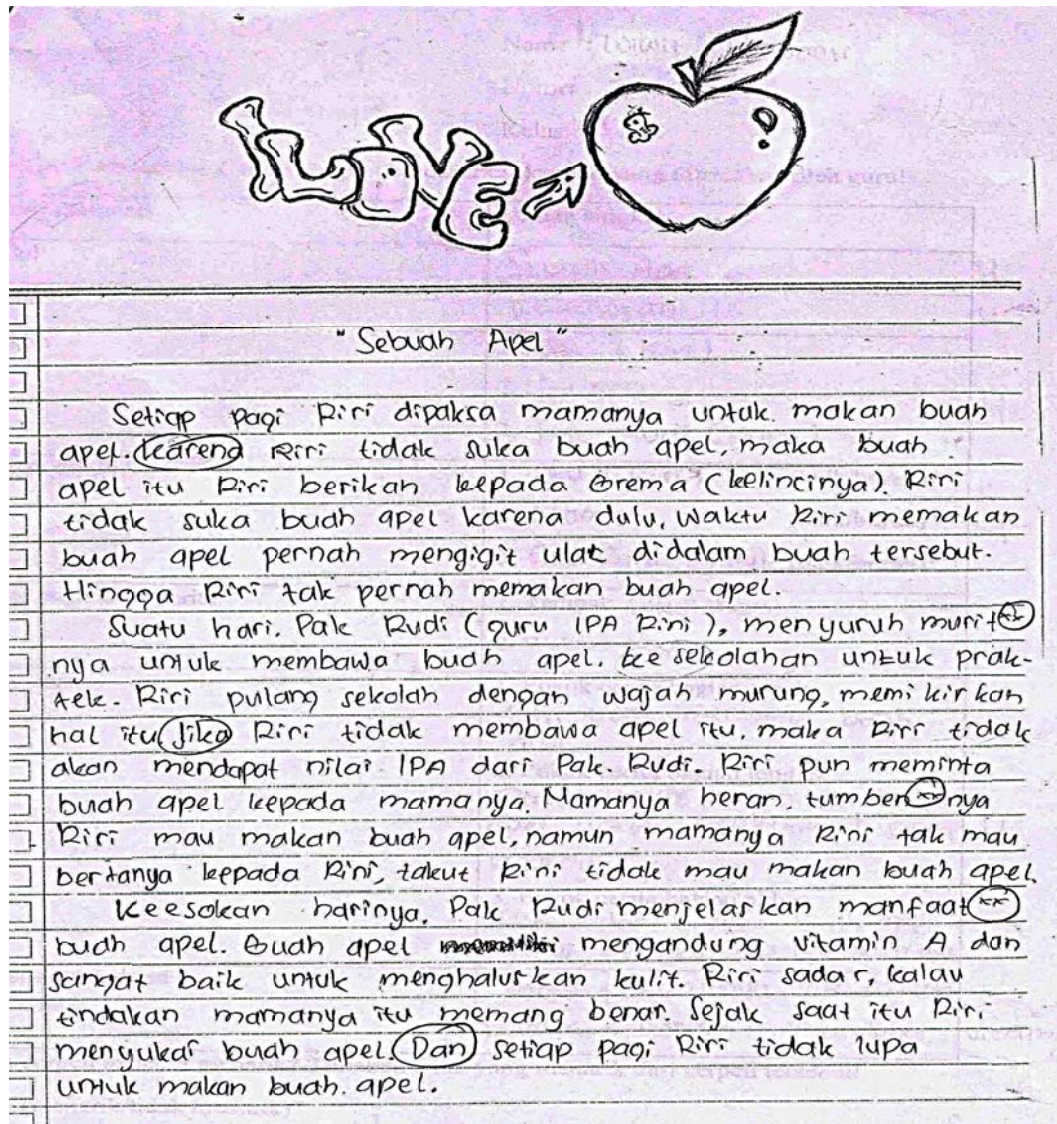 I LOVE
"Sebuah Apel"
Setiap pagi Riri dipaksa mamanya untuk makan buah
apel. karena Riri tidak suka buah apel, maka buah
apel itu Riri berikan kepada Brema (kelincinya). Riri
tidak suka buah apel karena dulu, waktu Riri memakan
buah apel pernah mengigit ulat didalam buah tersebut.
Hingga Riri tak pernah memakan buah apel.
Suatu hari. Pak Rudi (guru IPA Riri), menyuruh murit xx
nya untuk membawa buah apel. ke sekolahan untuk prak-
tek. Riri pulang sekolah dengan wajah murung, memikirkan
hal itu Jika Riri tidak membawa apel itu, maka Riri tidak
akan mendapat nilai IPA dari Pak. Rudi. Riri pun meminta
buah apel kepada mamanya. Mamanya heran. tumben xx nya
Riri mau makan buah apel, namun mamanya Riri tak mau
bertanya kepada Riri, takut Riri tidak mau makan buah apel.
Keesokan harinya. Pak Rudi menjelaskan manfaat xx
buah apel. Buah apel mengandung vitamin A dan
sangat baik untuk menghaluskan kulit. Riri sadar, kalau
tindakan mamanya itu memang benar. Sejak saat itu Riri
menyukai buah apel. Dan setiap pagi Riri tidak lupa
untuk makan buah apel.